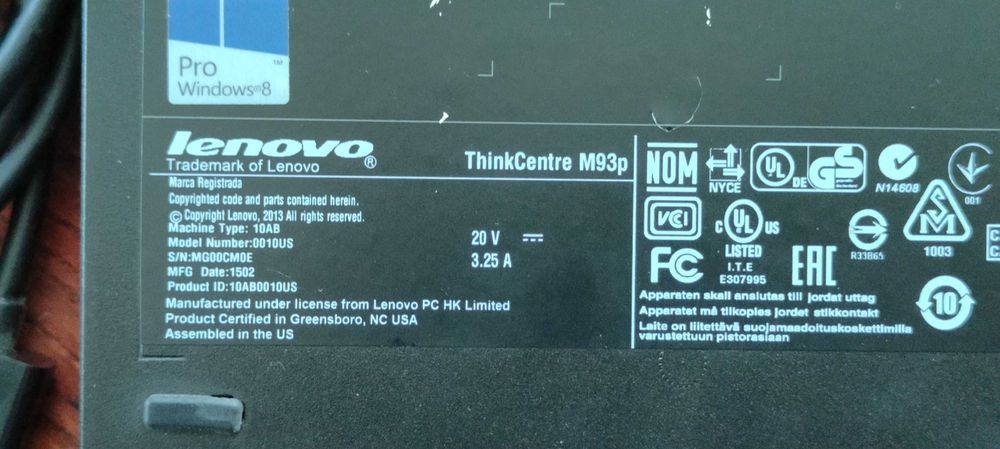 Pro
Windows 8
lenovo ®
Trademark of Lenovo
Marca Registrada
Copyrighted code and parts contained herein.
© Copyright Lenovo, 2013 All rights reserved.
Machine Type: 10AB
Model Number:0010US
S/N:MG00CM0E
MFG Date:1502
Product ID:10AB0010US
Manufactured under license from Lenovo PC HK Limited
Product Certified in Greensboro, NC USA
Assembled in the US
ThinkCentre M93p
20 V
3.25 A
NOM
NYCE
UL DE GS
N14608
001
VCI
C UL US
LISTED
I.T.E
E307995
R33B65
1003
FC
EAC
10
Apparaten skall anslutas till jordat uttag
Apparatet må tilkoples jordet stikkontakt
Laite on liitettävä suojamaadoituskoskettimilla
varustettuun pistorasiaan